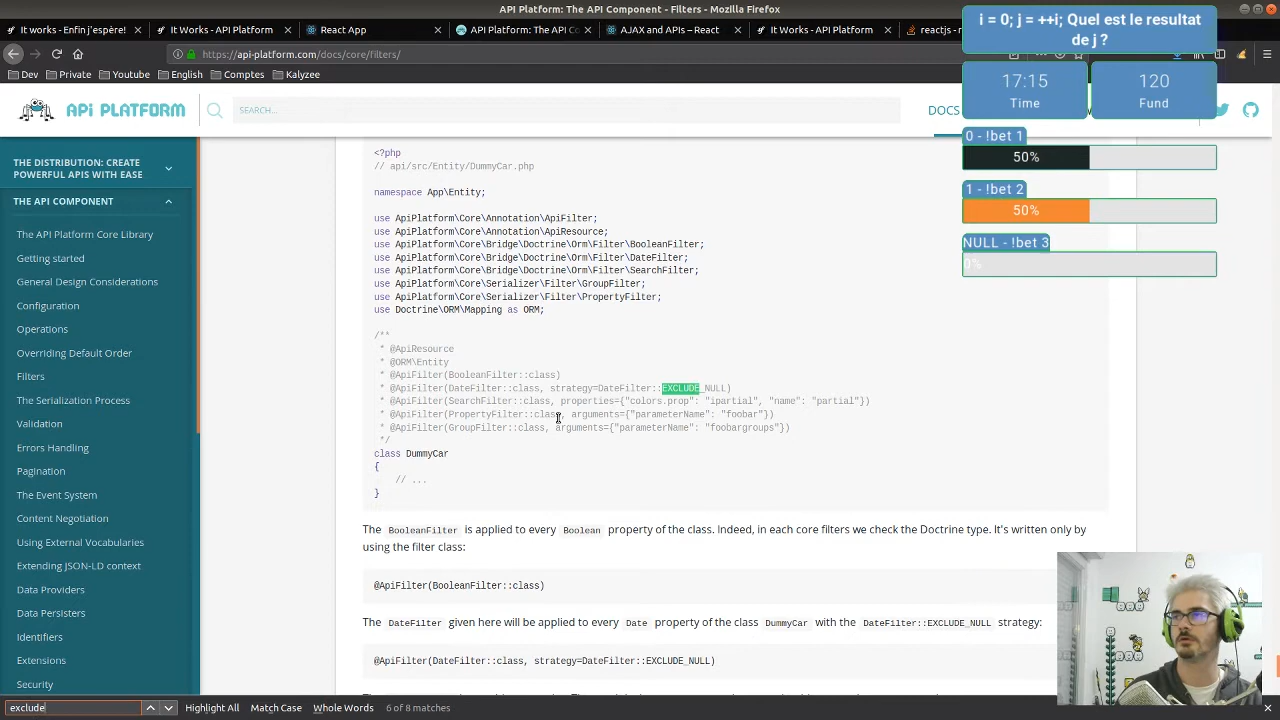 API Platform: The API Component - Filters - Mozilla Firefox
It works - Enfin j'espère!
It Works - API Platform
React App
API Platform: The API Co
AJAX and APIs – React
It works - API Platform
reactjs -
https://api-platform.com/docs/core/filters/
Dev
Private
Youtube
English
Comptes
Kalyzee
i = 0; j = ++i; Quel est le resultat
de j ?
17:15
Time
120
Fund
0 - !bet 1
50%
1 - !bet 2
50%
NULL - !bet 3
0%
API PLATFORM
SEARCH...
DOCS
THE DISTRIBUTION: CREATE
POWERFUL APIS WITH EASE
THE API COMPONENT
The API Platform Core Library
Getting started
General Design Considerations
Configuration
Operations
Overriding Default Order
Filters
The Serialization Process
Validation
Errors Handling
Pagination
The Event System
Content Negotiation
Using External Vocabularies
Extending JSON-LD context
Data Providers
Data Persisters
Identifiers
Extensions
Security
<?php
// api/src/Entity/DummyCar.php
namespace App\Entity;
use ApiPlatform\Core\Annotation\ApiFilter;
use ApiPlatform\Core\Annotation\ApiResource;
use ApiPlatform\Core\Bridge\Doctrine\Orm\Filter\BooleanFilter;
use ApiPlatform\Core\Bridge\Doctrine\Orm\Filter\DateFilter;
use ApiPlatform\Core\Bridge\Doctrine\Orm\Filter\SearchFilter;
use ApiPlatform\Core\Serializer\Filter\GroupFilter;
use ApiPlatform\Core\Serializer\Filter\PropertyFilter;
use Doctrine\ORM\Mapping as ORM;
/**
* @ApiResource
* @ORM\Entity
* @ApiFilter(BooleanFilter::class)
* @ApiFilter(DateFilter::class, strategy=DateFilter::EXCLUDE_NULL)
* @ApiFilter(SearchFilter::class, properties={"colors.prop": "ipartial", "name": "partial"})
* @ApiFilter(PropertyFilter::class, arguments={"parameterName": "foobar"})
* @ApiFilter(GroupFilter::class, arguments={"parameterName": "foobargroups"})
*/
class DummyCar
{
// ...
}
The BooleanFilter is applied to every Boolean property of the class. Indeed, in each core filters we check the Doctrine type. It's written only by
using the filter class:
@ApiFilter(BooleanFilter::class)
The DateFilter given here will be applied to every Date property of the class DummyCar with the DateFilter::EXCLUDE_NULL strategy:
@ApiFilter(DateFilter::class, strategy=DateFilter::EXCLUDE_NULL)
exclude
Highlight All
Match Case
Whole Words
6 of 8 matches